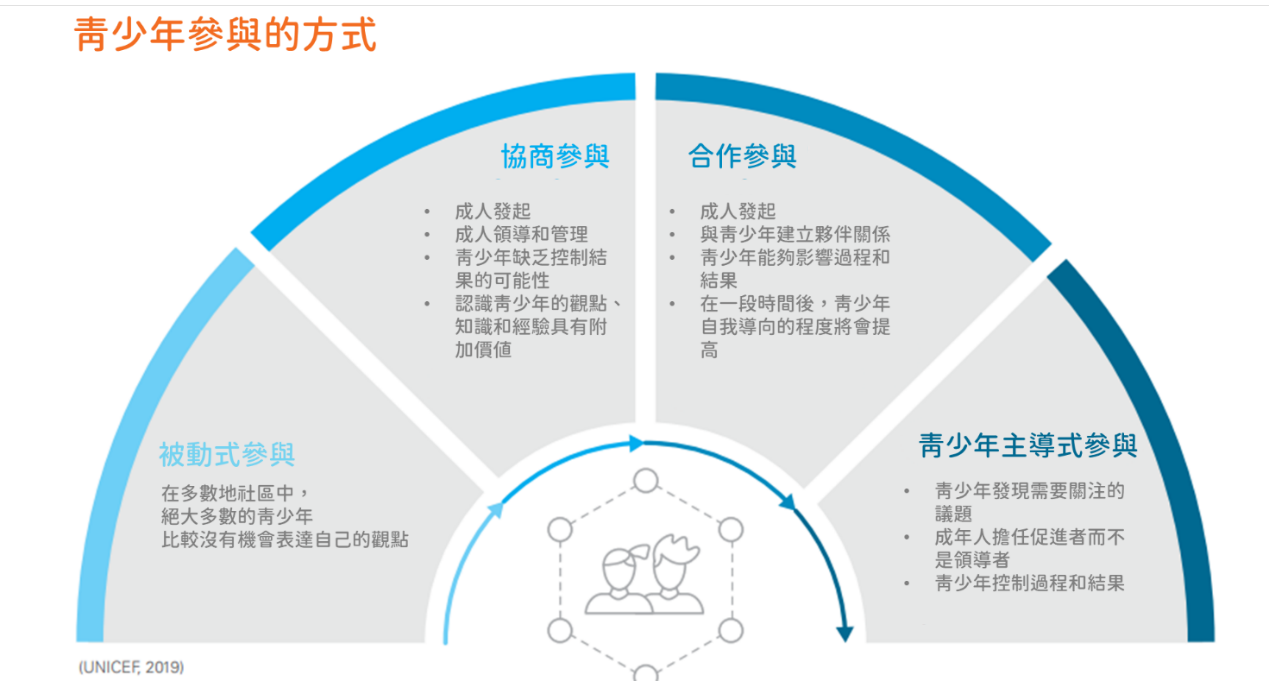 青少年參與的方式
協商參與
• 成人發起
• 成人領導和管理
• 青少年缺乏控制結
果的可能性
• 認識青少年的觀點、
知識和經驗具有附
加價值
合作參與
• 成人發起
• 與青少年建立夥伴關係
• 青少年能夠影響過程和
結果
• 在一段時間後，青少年
自我導向的程度將會提
高
被動式參與
在多數地社區中，
絕大多數的青少年
比較沒有機會表達自己的觀點
青少年主導式參與
• 青少年發現需要關注的
議題
• 成年人擔任促進者而不
是領導者
• 青少年控制過程和結果
(UNICEF, 2019)